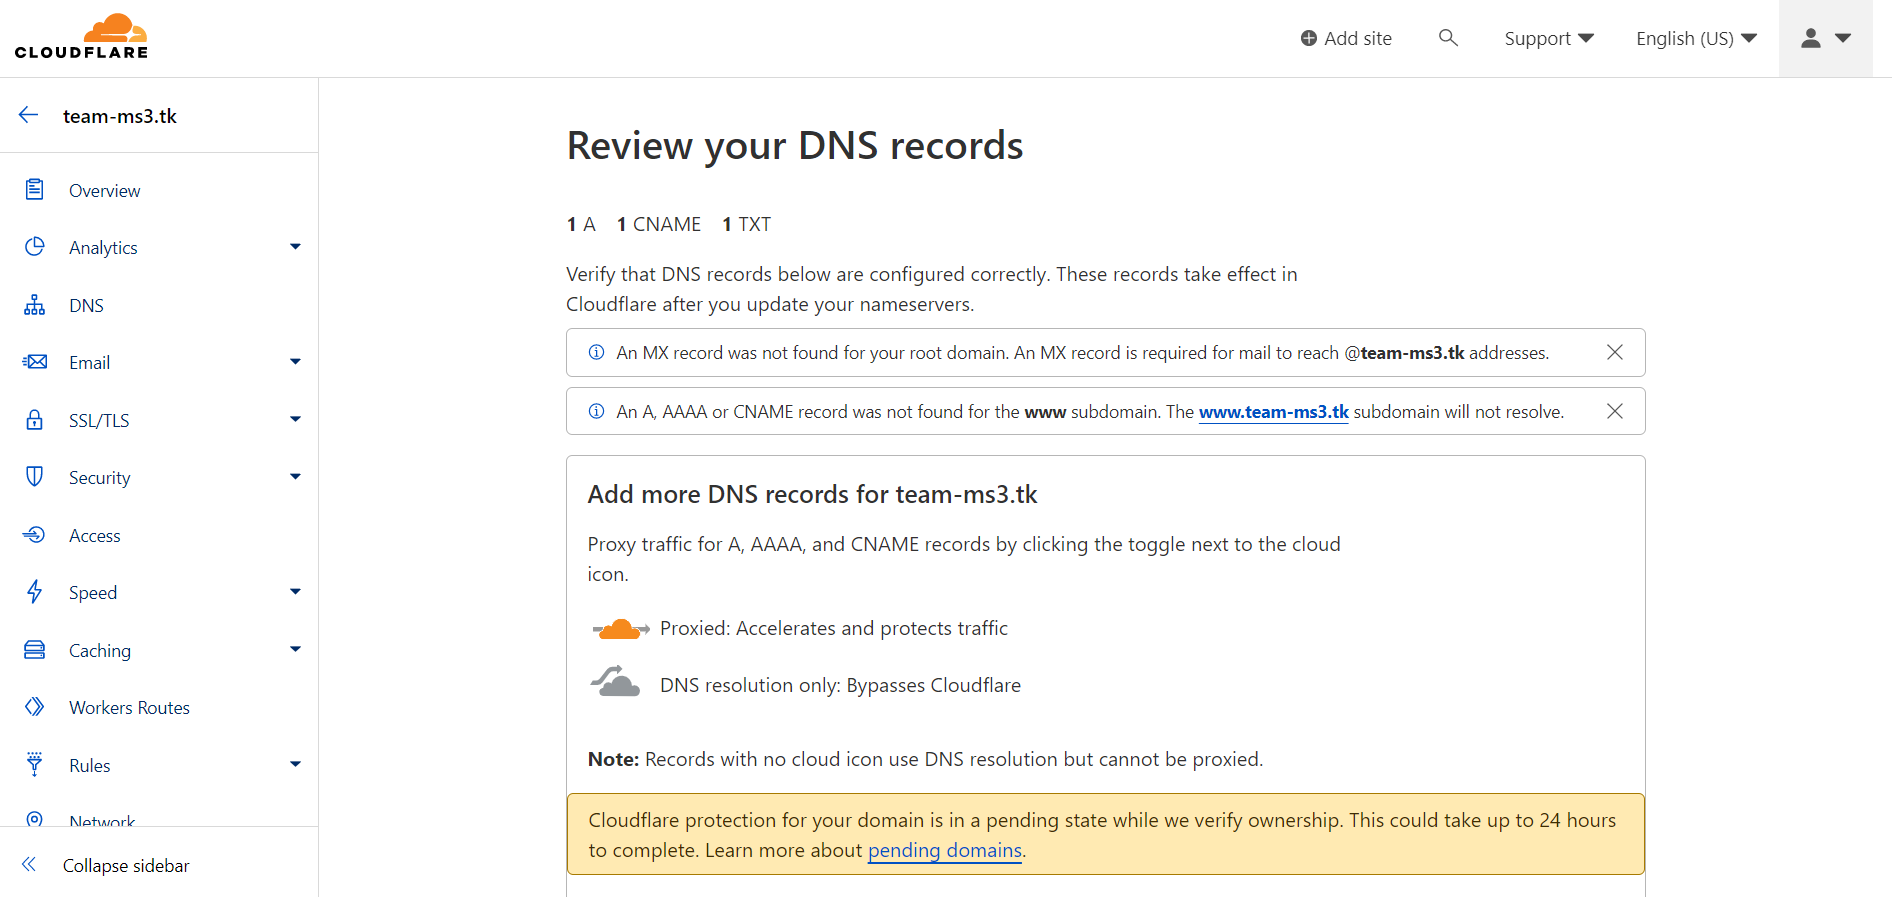 CLOUDFLARE
Add site
Support
English (US)
team-ms3.tk
Overview
Analytics
DNS
Email
SSL/TLS
Security
Access
Speed
Caching
Workers Routes
Rules
Network
Collapse sidebar
Review your DNS records
1 A 1 CNAME 1 TXT
Verify that DNS records below are configured correctly. These records take effect in
Cloudflare after you update your nameservers.
An MX record was not found for your root domain. An MX record is required for mail to reach @team-ms3.tk addresses.
An A, AAAA or CNAME record was not found for the www subdomain. The www.team-ms3.tk subdomain will not resolve.
Add more DNS records for team-ms3.tk
Proxy traffic for A, AAAA, and CNAME records by clicking the toggle next to the cloud
icon.
Proxied: Accelerates and protects traffic
DNS resolution only: Bypasses Cloudflare
Note: Records with no cloud icon use DNS resolution but cannot be proxied.
Cloudflare protection for your domain is in a pending state while we verify ownership. This could take up to 24 hours
to complete. Learn more about pending domains.